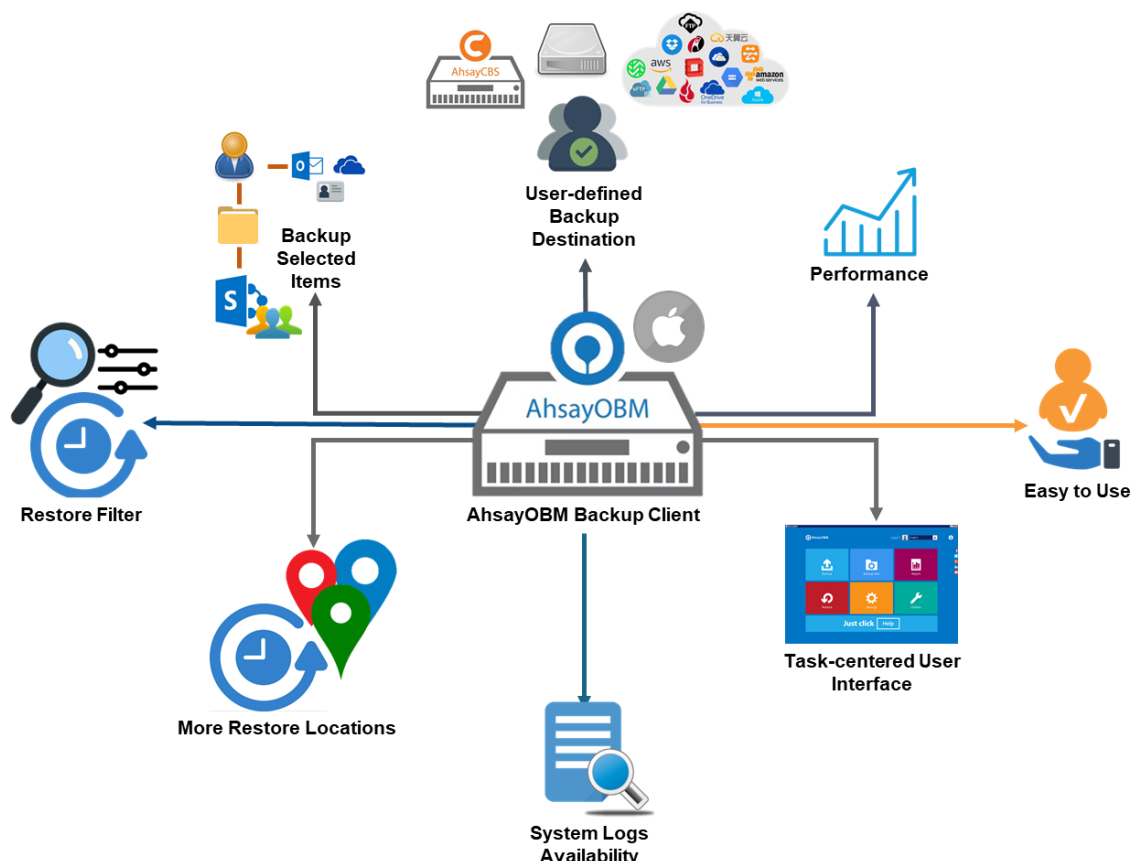 FTP
天翼云
AhsayCBS
aws
amazon
web services
sFTP
OneDrive
for Business
Azure
User-defined
Backup
Destination
Backup
Selected
Items
S
Performance
AhsayOBM
Restore Filter
AhsayOBM Backup Client
Easy to Use
Just click Help
Task-centered User
Interface
More Restore Locations
System Logs
Availability